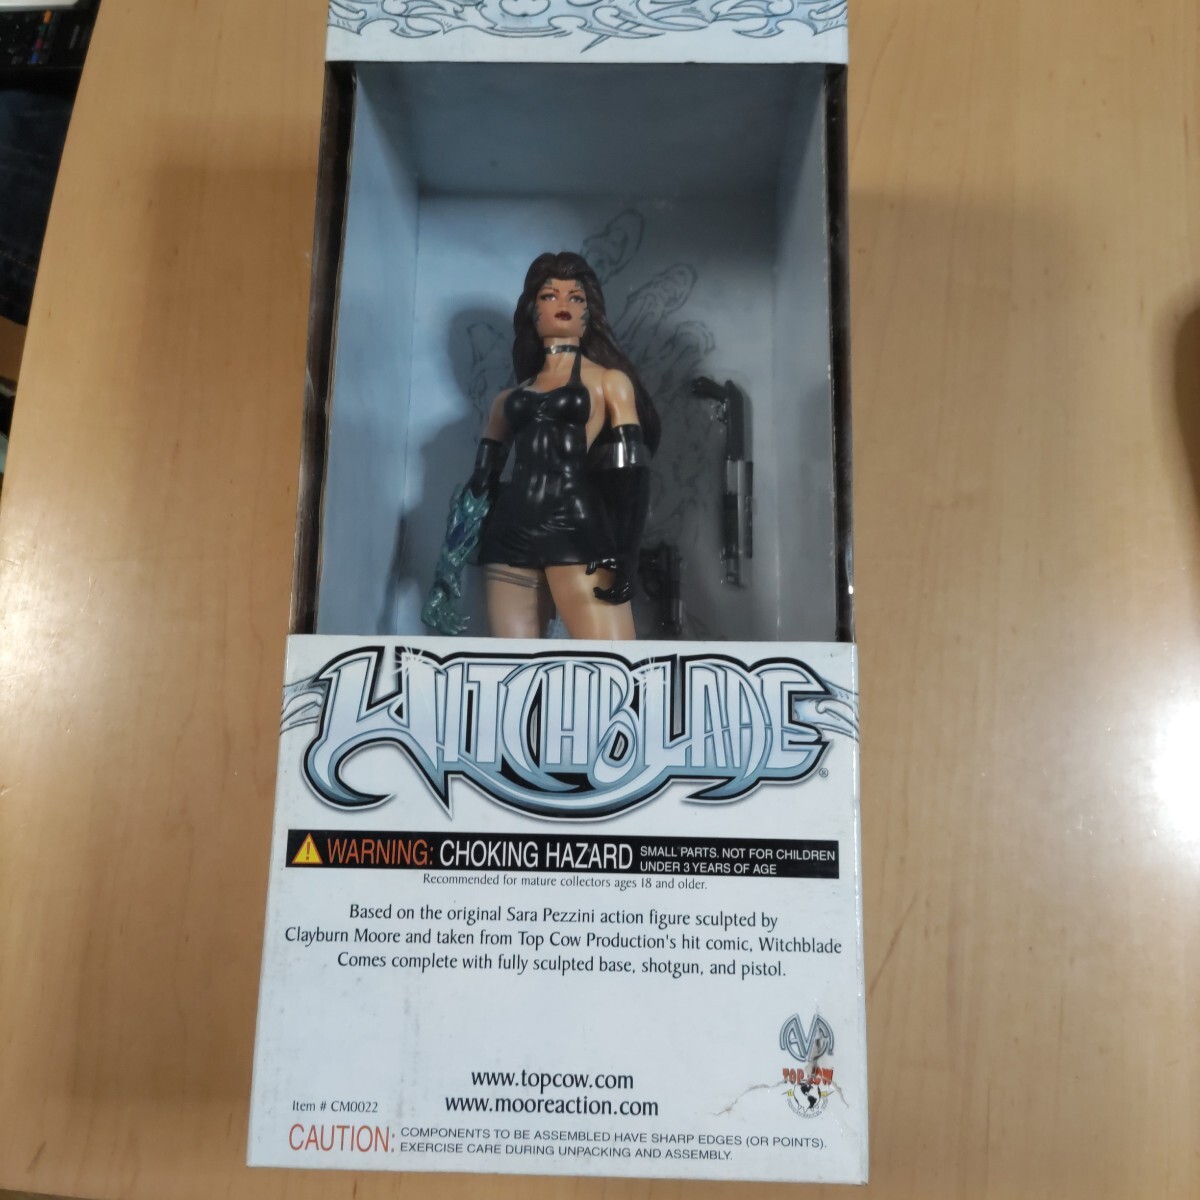 WITCHBLADE®
WARNING: CHOKING HAZARD SMALL PARTS. NOT FOR CHILDREN
UNDER 3 YEARS OF AGE
Recommended for mature collectors ages 18 and older.
Based on the original Sara Pezzini action figure sculpted by
Clayburn Moore and taken from Top Cow Production's hit comic, Witchblade
Comes complete with fully sculpted base, shotgun, and pistol.
TOP COW
www.topcow.com
Item # CM0022
www.mooreaction.com
CAUTION: COMPONENTS TO BE ASSEMBLED HAVE SHARP EDGES (OR POINTS).
EXERCISE CARE DURING UNPACKING AND ASSEMBLY.